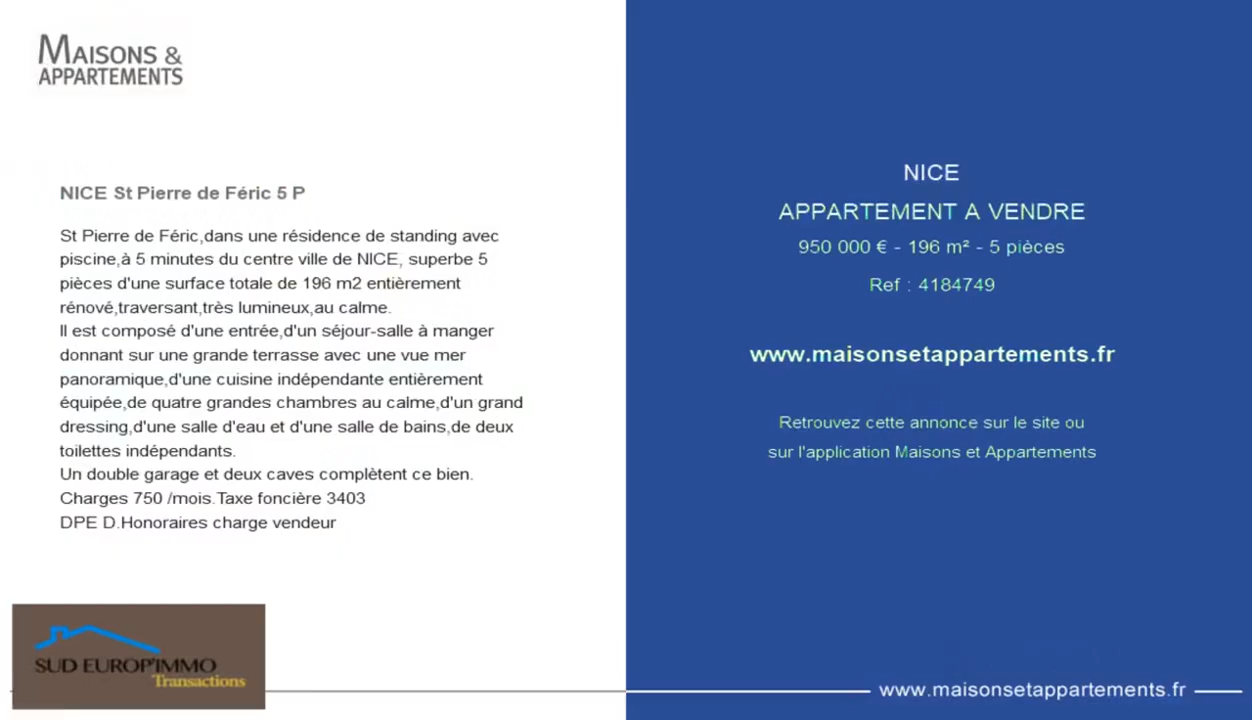 MAISONS &
APPARTEMENTS
NICE St Pierre de Féric 5 P
St Pierre de Féric,dans une résidence de standing avec
piscine,à 5 minutes du centre ville de NICE, superbe 5
pièces d'une surface totale de 196 m2 entièrement
rénové,traversant,très lumineux,au calme.
Il est composé d'une entrée,d'un séjour-salle à manger
donnant sur une grande terrasse avec une vue mer
panoramique,d'une cuisine indépendante entièrement
équipée,de quatre grandes chambres au calme,d'un grand
dressing,d'une salle d'eau et d'une salle de bains,de deux
toilettes indépendants.
Un double garage et deux caves complètent ce bien.
Charges 750 /mois.Taxe foncière 3403
DPE D.Honoraires charge vendeur
SUD EUROP'IMMO
Transactions
NICE
APPARTEMENT A VENDRE
950 000 € - 196 m² - 5 pièces
Ref : 4184749
www.maisonsetappartements.fr
Retrouvez cette annonce sur le site ou
sur l'application Maisons et Appartements
www.maisonsetappartements.fr